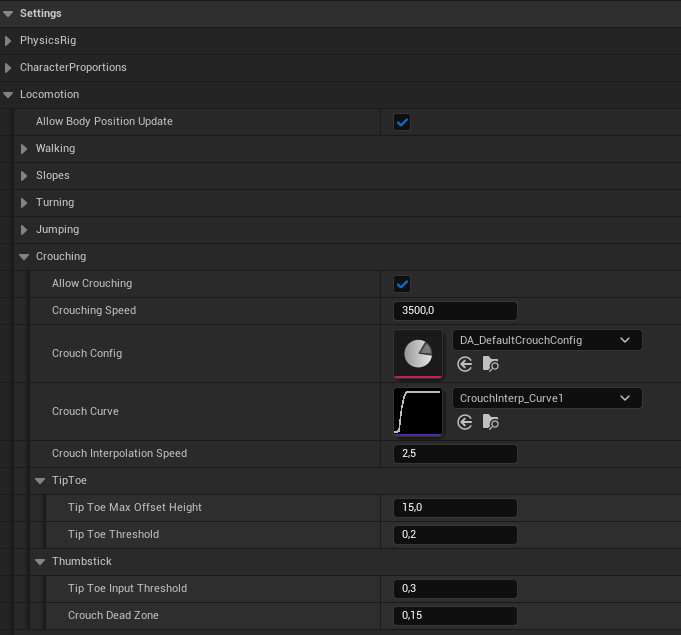 Settings
PhysicsRig
CharacterProportions
Locomotion
Allow Body Position Update
Walking
Slopes
Turning
Jumping
Crouching
Allow Crouching
Crouching Speed 3500,0
Crouch Config DA_DefaultCrouchConfig
Crouch Curve CrouchInterp_Curve1
Crouch Interpolation Speed 2,5
TipToe
Tip Toe Max Offset Height 15,0
Tip Toe Threshold 0,2
Thumbstick
Tip Toe Input Threshold 0,3
Crouch Dead Zone 0,15